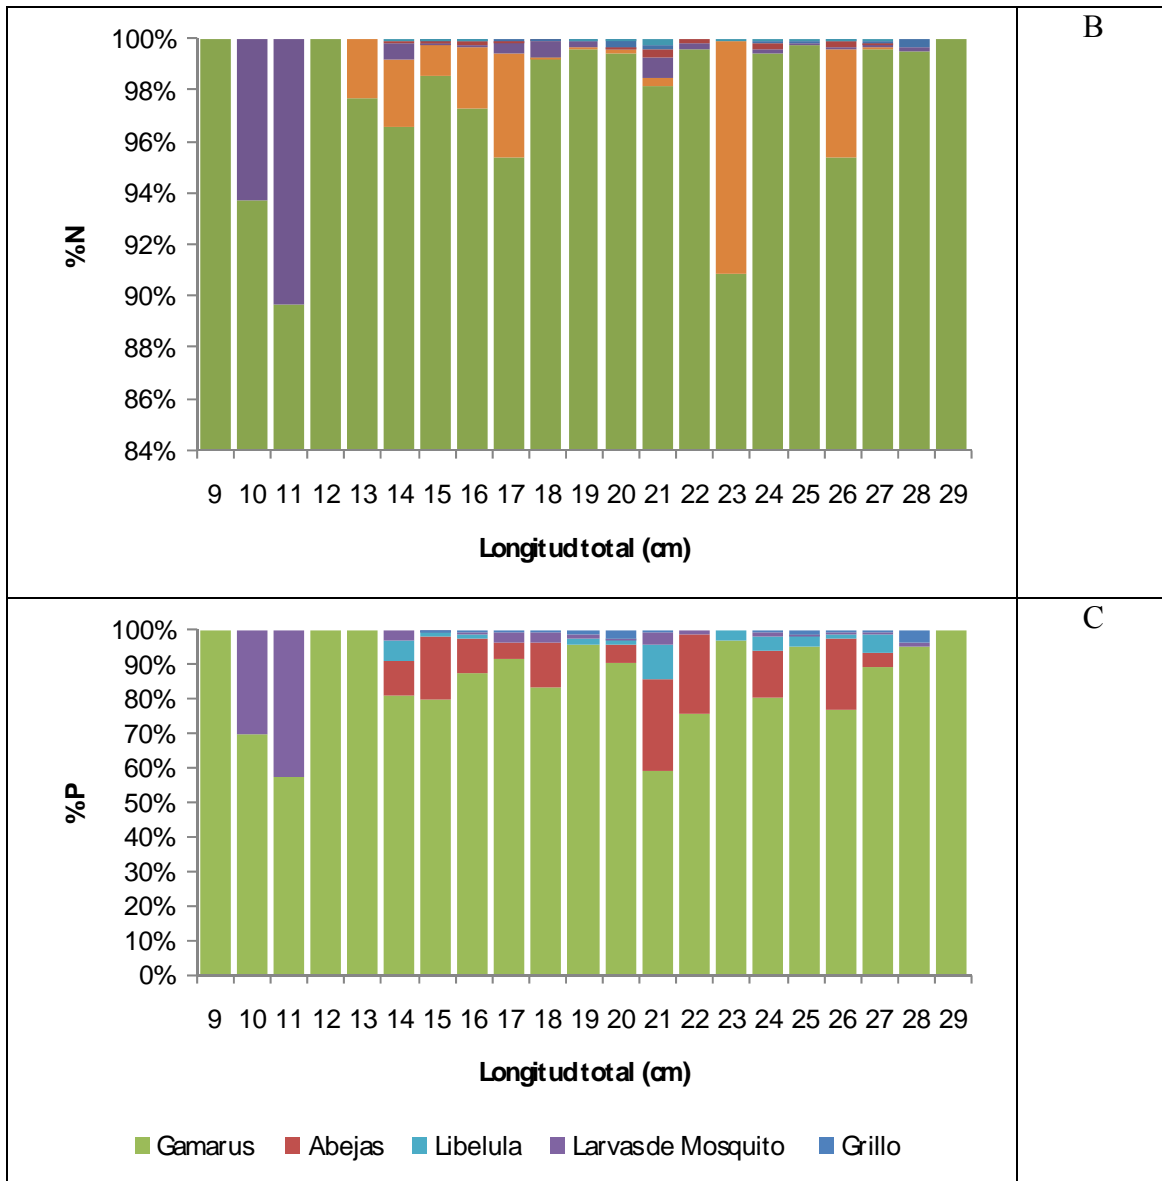 B
100%
98%
96%
94%
92%
90%
88%
86%
84%
%N
9 10 11 12 13 14 15 16 17 18 19 20 21 22 23 24 25 26 27 28 29
Longitud total (cm)
C
100%
90%
80%
70%
60%
50%
40%
30%
20%
10%
0%
%P
9 10 11 12 13 14 15 16 17 18 19 20 21 22 23 24 25 26 27 28 29
Longitud total (cm)
Gamarus Abejas Libelula Larvas de Mosquito Grillo